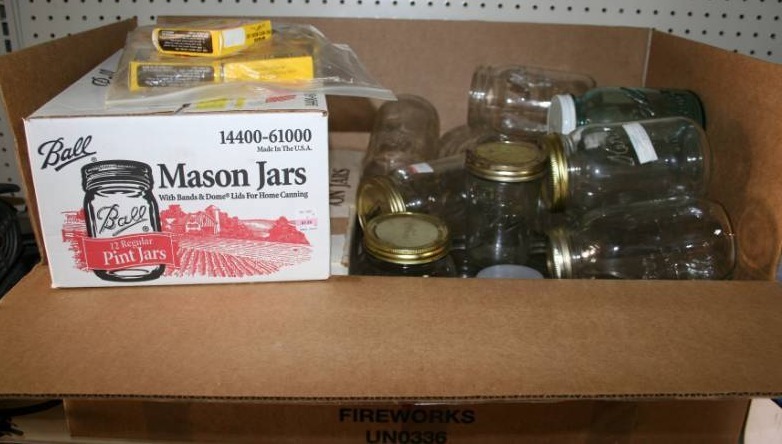 Ball
14400-61000
Made In The U.S.A.
Mason Jars
With Bands & Dome® Lids For Home Canning
Ball
12 Regular
Pint Jars
FIREWORKS
UN0336